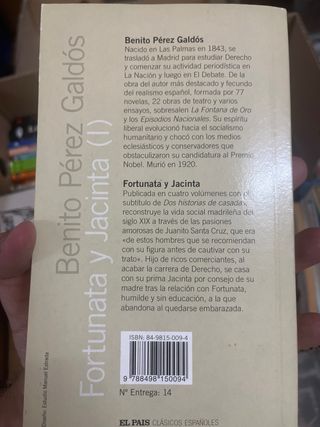 Benito Pérez Galdós
Nacido en Las Palmas en 1843, se
trasladó a Madrid para estudiar Derecho
y comenzar su actividad periodística en
La Nación y luego en El Debate. De la
obra del autor más destacado y fecundo
del realismo español, formada por 77
novelas, 22 obras de teatro y varios
ensayos, sobresalen La Fontana de Oro
y los Episodios Nacionales. Su espíritu
liberal evolucionó hacia el socialismo
humanitario y chocó con los medios
eclesiásticos y conservadores que
obstaculizaron su candidatura al Premio
Nobel. Murió en 1920.
Fortunata y Jacinta
Publicada en cuatro volúmenes con el
subtítulo de Dos historias de casadas,
reconstruye la vida social madrileña del
siglo XIX a través de las pasiones
amorosas de Juanito Santa Cruz, que era
«de estos hombres que se recomendan
con su figura antes de cautivar con su
trato». Hijo de ricos comerciantes, al
acabar la carrera de Derecho, se casa
con su prima Jacinta por consejo de su
madre tras la relación con Fortunata,
humilde y sin educación, a la que
abandona al quedarse embarazada.
Benito Pérez Galdós
Fortunata y Jacinta (I)
Diseño: Estudio Manuel Estrada
ISBN: 84-9815-009-4
9 788498 150094
Nº Entrega: 14
EL PAIS CLÁSICOS ESPAÑOLES